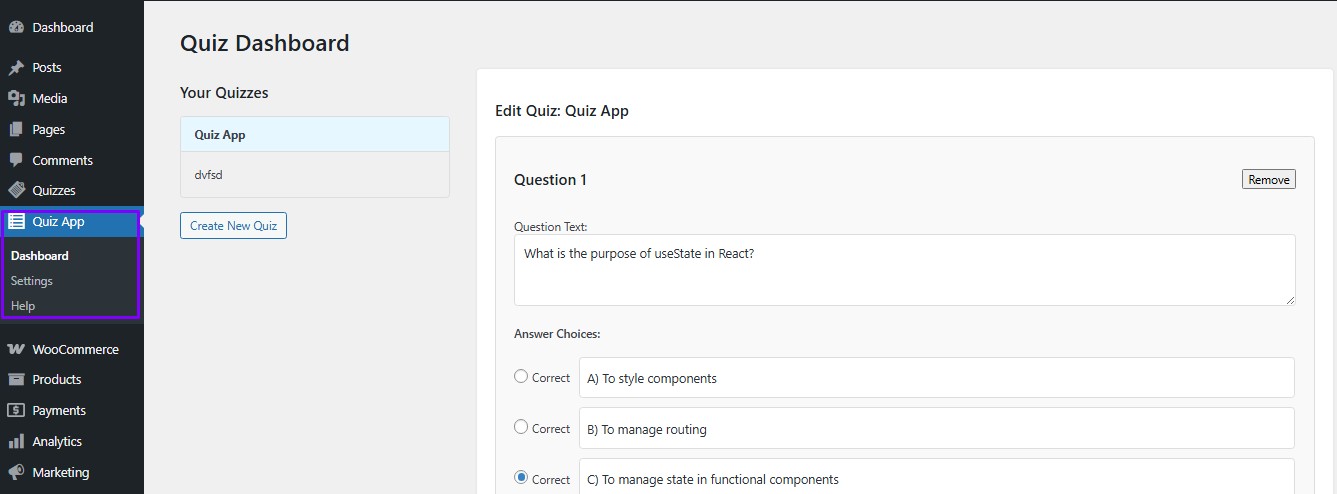 Dashboard
Posts
Media
Pages
Comments
Quizzes
Quiz App
Dashboard
Settings
Help
WooCommerce
Products
Payments
Analytics
Marketing
Quiz Dashboard
Your Quizzes
Quiz App
dvfsd
Create New Quiz
Edit Quiz: Quiz App
Question 1
Remove
Question Text:
What is the purpose of useState in React?
Answer Choices:
Correct A) To style components
Correct B) To manage routing
Correct C) To manage state in functional components